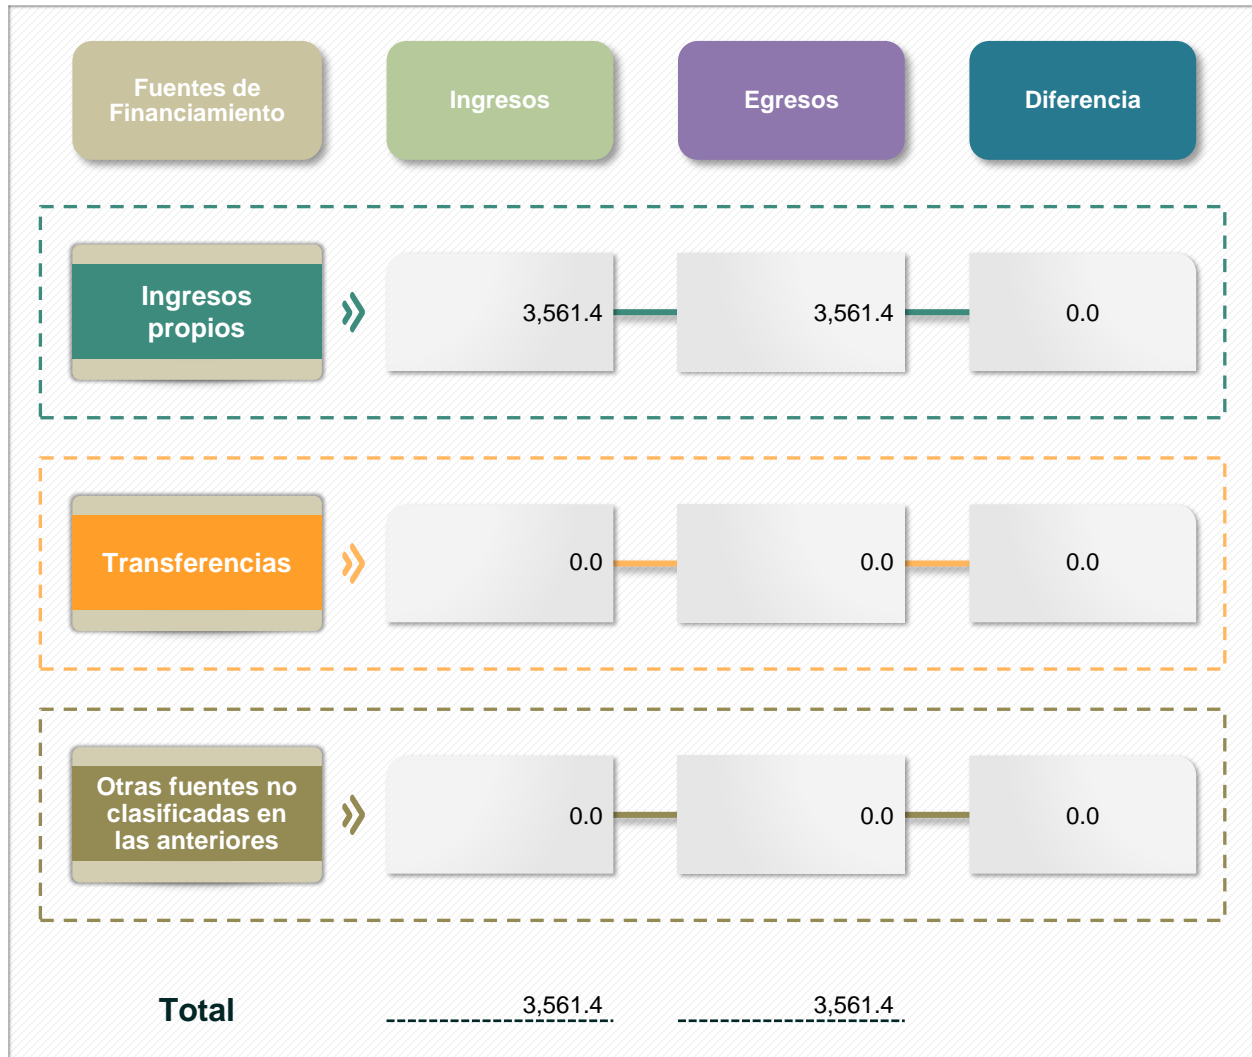 Fuentes de
Financiamiento
Ingresos
Egresos
Diferencia
Ingresos
propios
3,561.4
3,561.4
0.0
Transferencias
0.0
0.0
0.0
Otras fuentes no
clasificadas en
las anteriores
0.0
0.0
0.0
Total
3,561.4
3,561.4